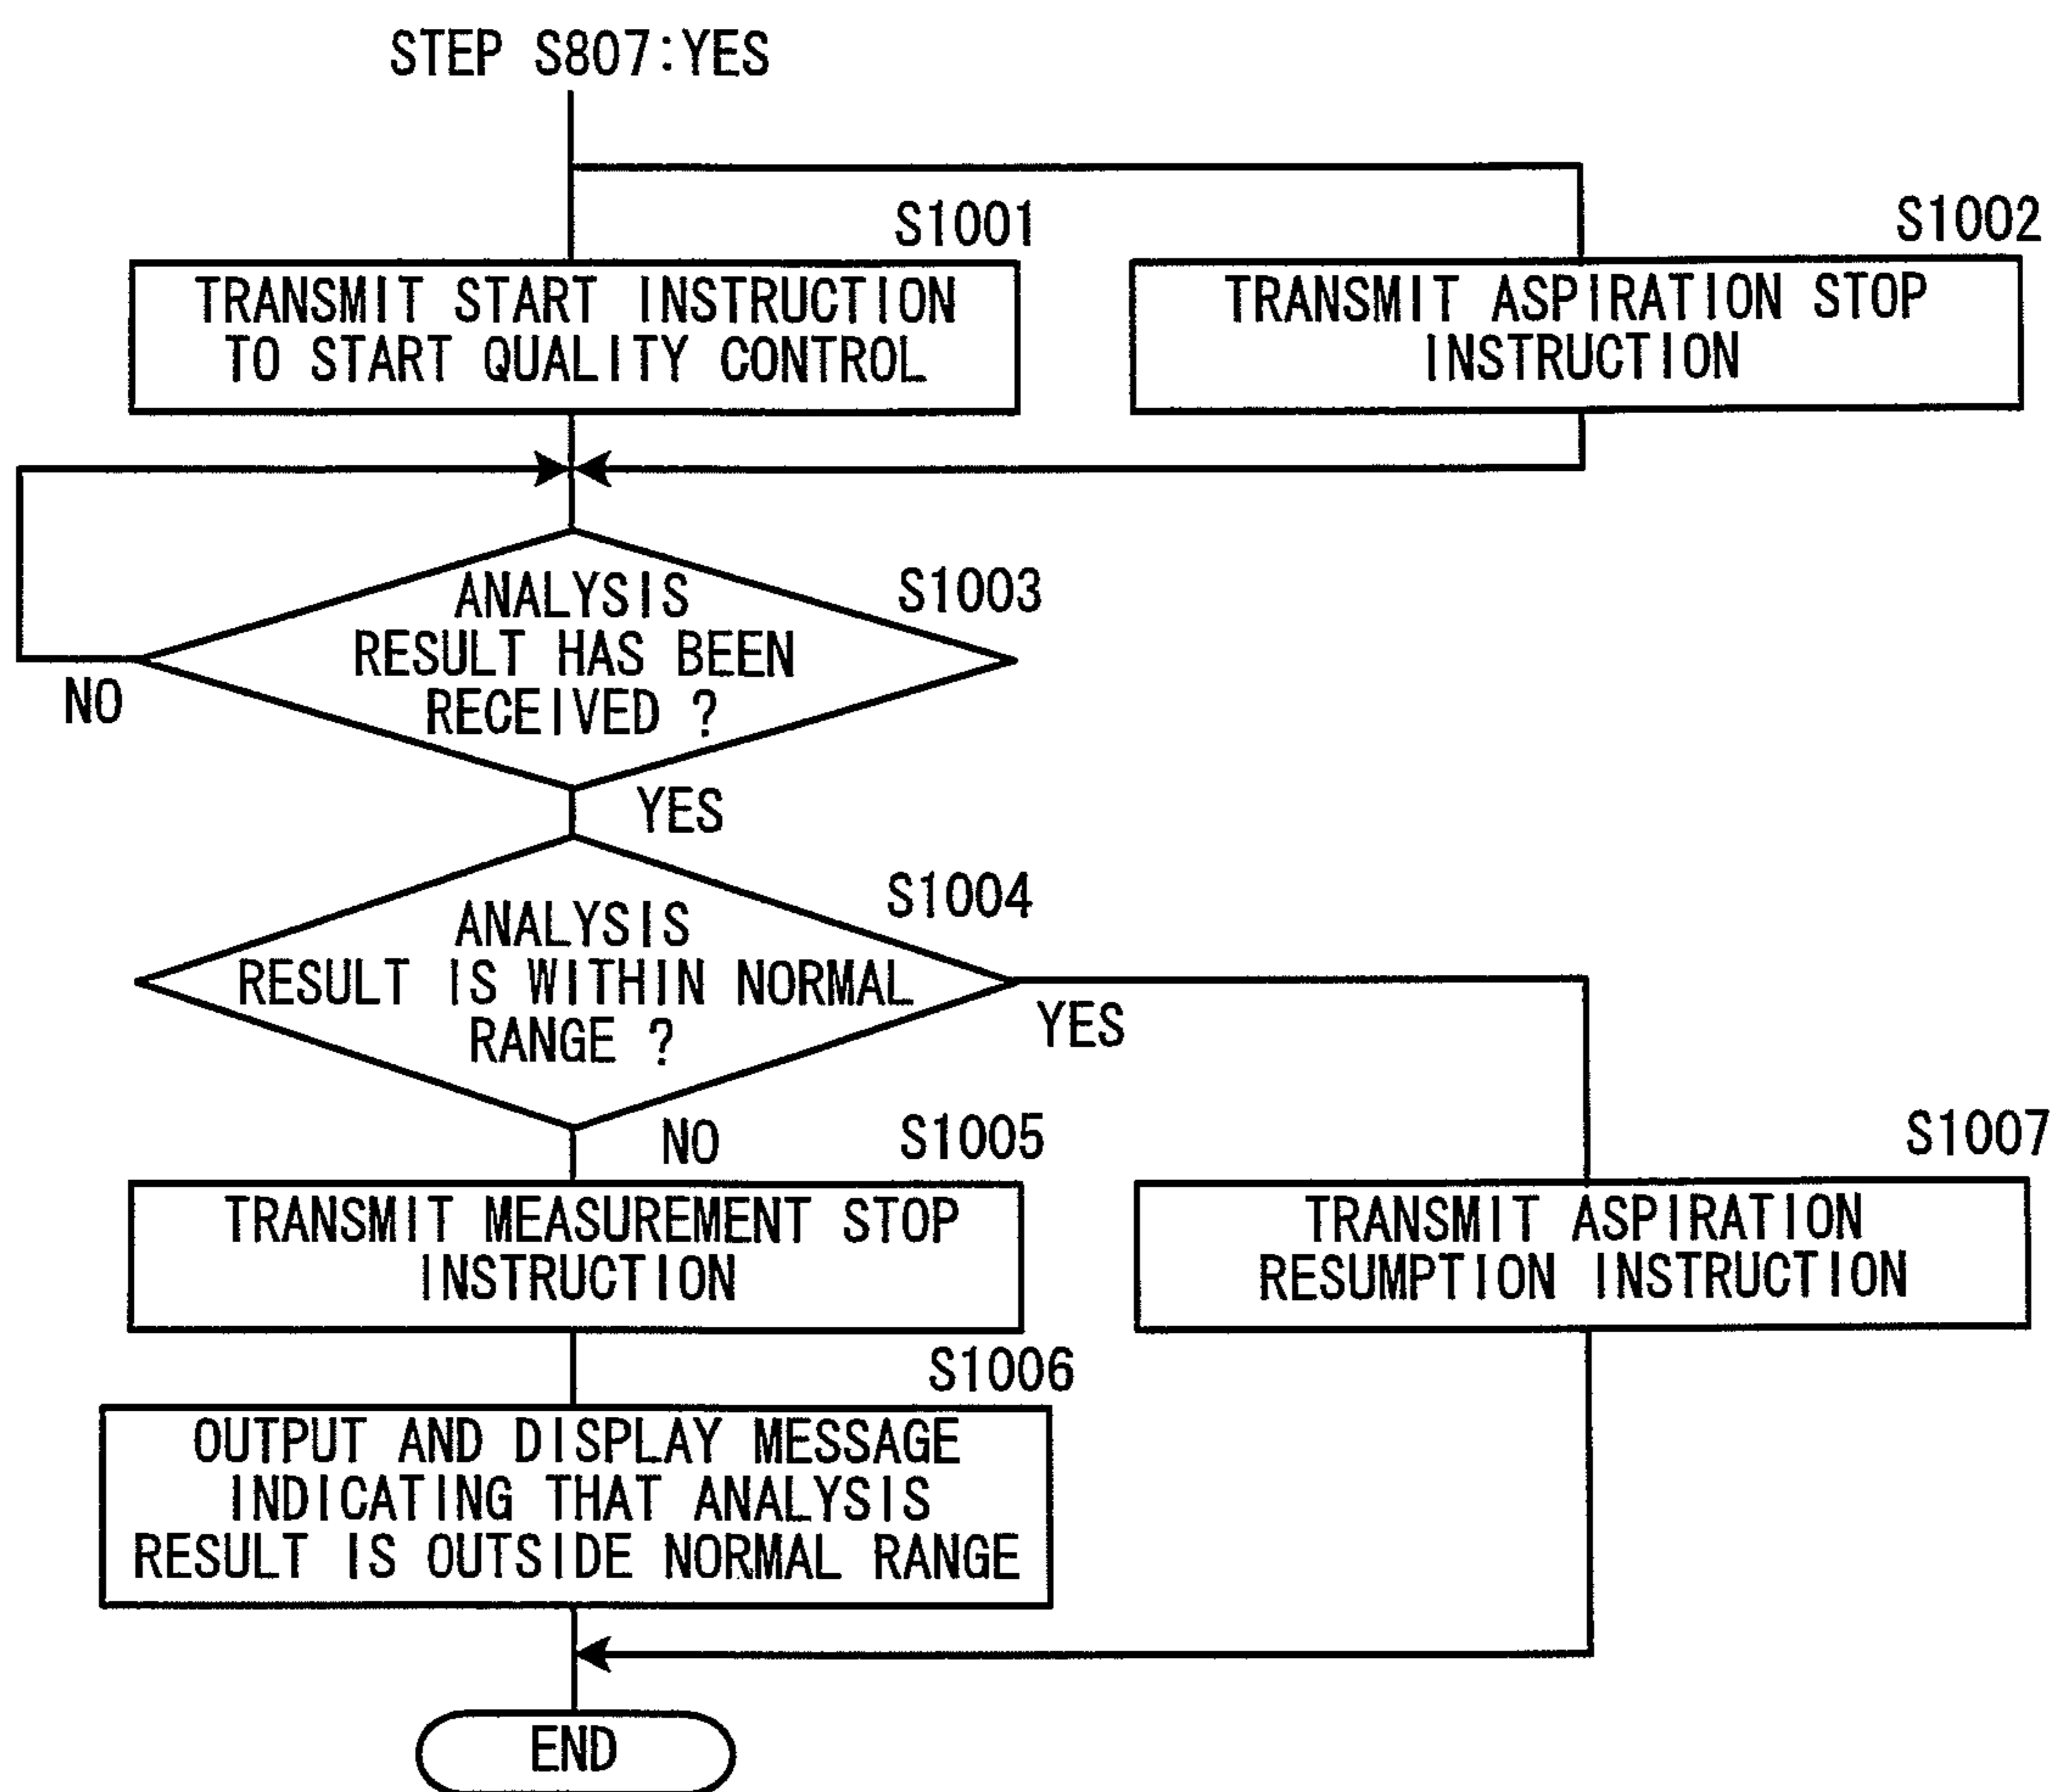 STEP S807:YES
S1001
TRANSMIT START INSTRUCTION
TO START QUALITY CONTROL
S1002
TRANSMIT ASPIRATION STOP
INSTRUCTION
S1003
ANALYSIS
RESULT HAS BEEN
RECEIVED ?
NO
YES
S1004
ANALYSIS
RESULT IS WITHIN NORMAL
RANGE ?
YES
NO
S1005
TRANSMIT MEASUREMENT STOP
INSTRUCTION
S1007
TRANSMIT ASPIRATION
RESUMPTION INSTRUCTION
S1006
OUTPUT AND DISPLAY MESSAGE
INDICATING THAT ANALYSIS
RESULT IS OUTSIDE NORMAL RANGE
END